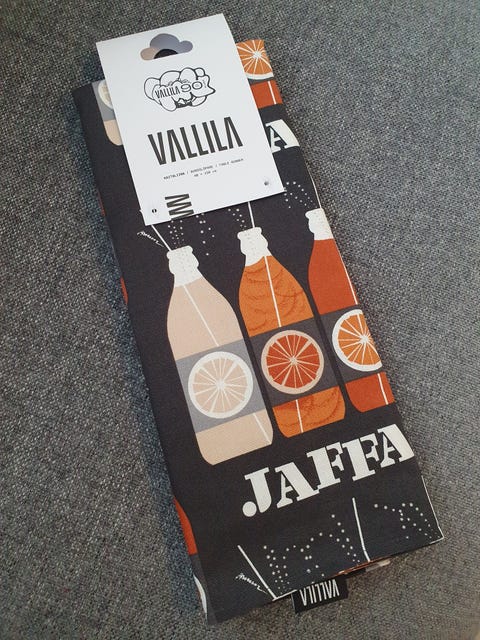 VALLILA 90
VALLILA
KAITALIINA / BORDSLÖPARE / TABLE RUNNER
A
JAFFA
VALLILA